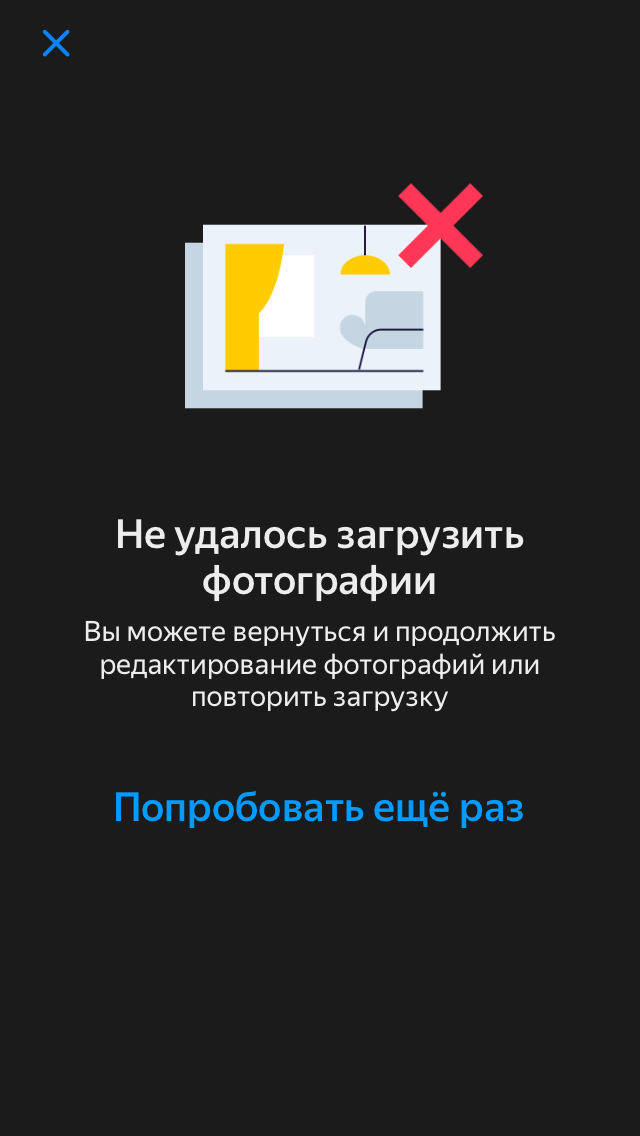 Не удалось загрузить
фотографии
Вы можете вернуться и продолжить
редактирование фотографий или
повторить загрузку
Попробовать ещё раз